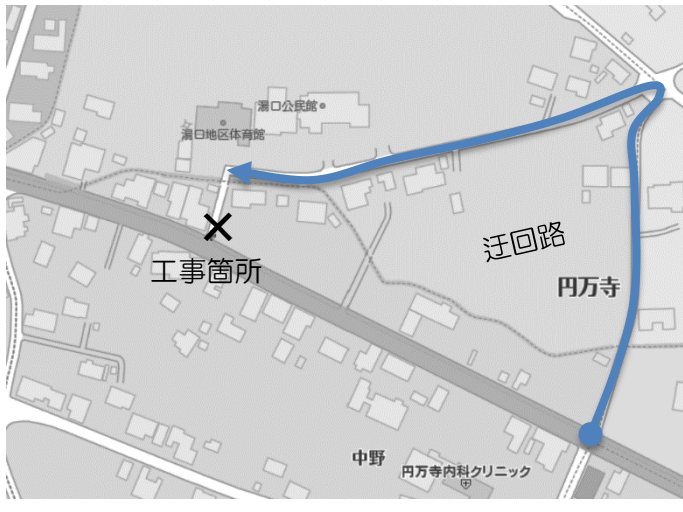 湯口公民館
湯口地区体育館
迂回路
工事箇所
円万寺
中野
円万寺内科クリニック